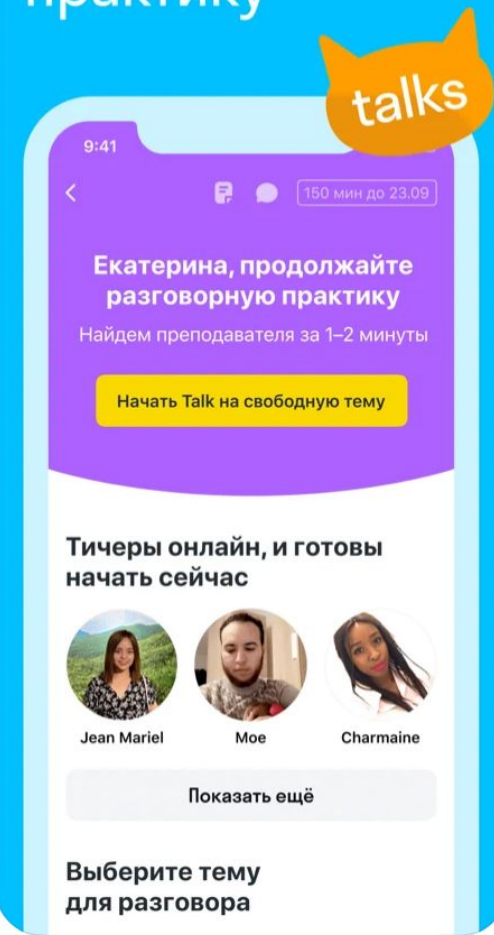 практику
talks
9:41
150 мин до 23.09
Екатерина, продолжайте
разговорную практику
Найдем преподавателя за 1–2 минуты
Начать Talk на свободную тему
Тичеры онлайн, и готовы
начать сейчас
Jean Mariel
Moe
Charmaine
Показать ещё
Выберите тему
для разговора